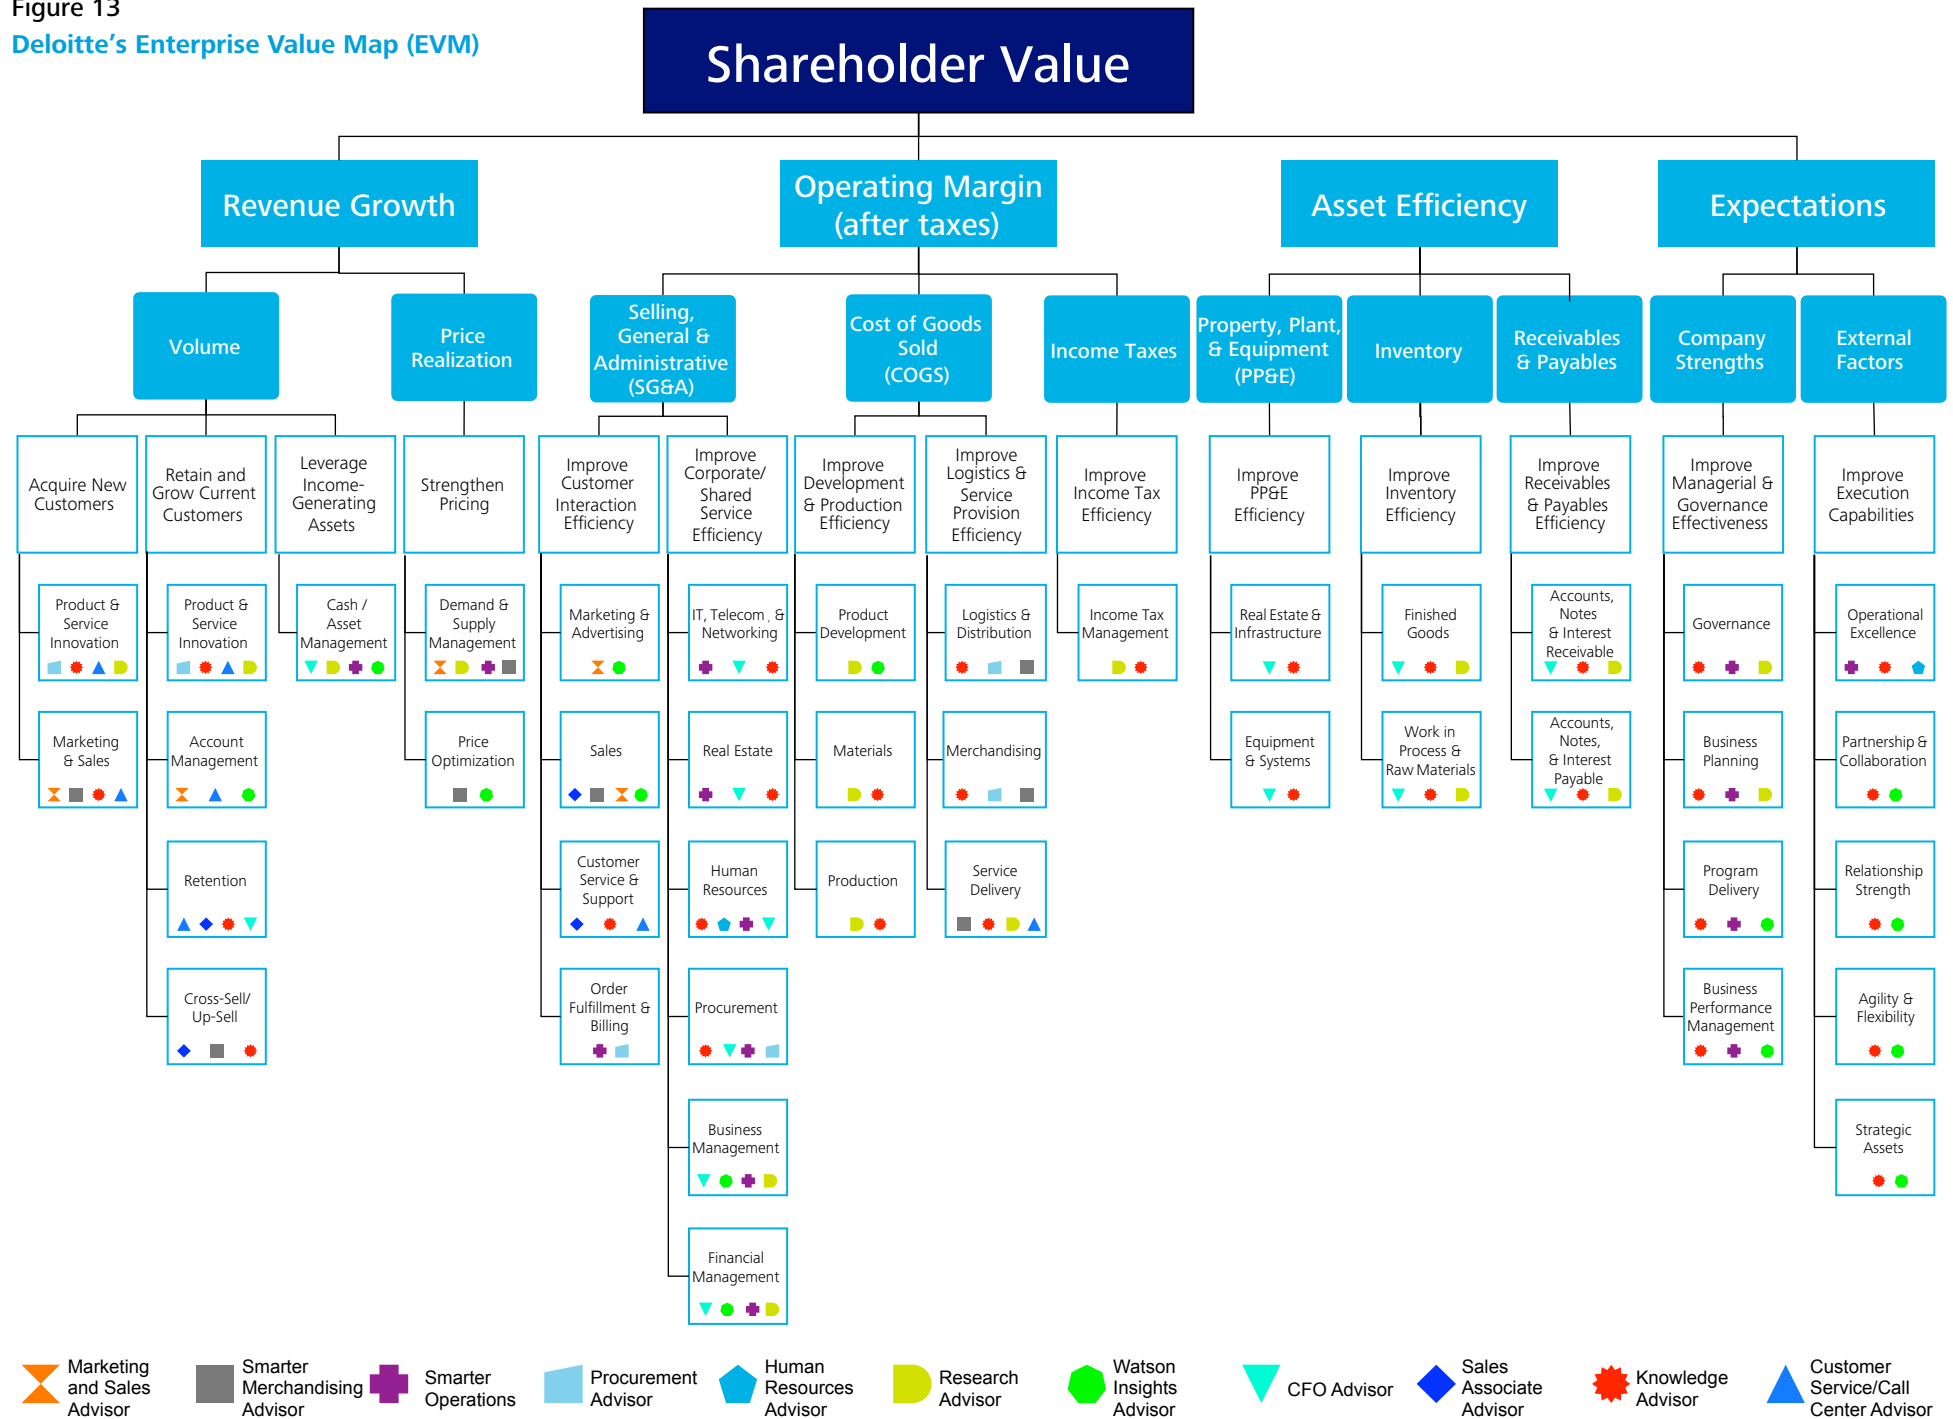 Figure 13
Deloitte's Enterprise Value Map (EVM)
Shareholder Value
Revenue Growth
Operating Margin
(after taxes)
Asset Efficiency
Expectations
Volume
Price
Realization
Selling,
General &
Administrative
(SG&A)
Cost of Goods
Sold
(COGS)
Income Taxes
Property, Plant,
& Equipment
(PP&E)
Inventory
Receivables
& Payables
Company
Strengths
External
Factors
Acquire New
Customers
Retain and
Grow Current
Customers
Leverage
Income-
Generating
Assets
Strengthen
Pricing
Improve
Customer
Interaction
Efficiency
Improve
Corporate/
Shared
Service
Efficiency
Improve
Development
& Production
Efficiency
Improve
Logistics &
Service
Provision
Efficiency
Improve
Income Tax
Efficiency
Improve
PP&E
Efficiency
Improve
Inventory
Efficiency
Improve
Receivables
& Payables
Efficiency
Improve
Managerial &
Governance
Effectiveness
Improve
Execution
Capabilities
Product &
Service
Innovation
Product &
Service
Innovation
Cash /
Asset
Management
Demand &
Supply
Management
Marketing &
Advertising
IT, Telecom , &
Networking
Product
Development
Logistics &
Distribution
Income Tax
Management
Real Estate &
Infrastructure
Finished
Goods
Accounts,
Notes
& Interest
Receivable
Governance
Operational
Excellence
Marketing
& Sales
Account
Management
Price
Optimization
Sales
Real Estate
Materials
Merchandising
Equipment
& Systems
Work in
Process &
Raw Materials
Accounts,
Notes,
& Interest
Payable
Business
Planning
Partnership &
Collaboration
Retention
Customer
Service &
Support
Human
Resources
Production
Service
Delivery
Program
Delivery
Relationship
Strength
Cross-Sell/
Up-Sell
Order
Fulfillment &
Billing
Procurement
Business
Performance
Management
Agility &
Flexibility
Business
Management
Strategic
Assets
Financial
Management
Marketing
and Sales
Advisor
Smarter
Merchandising
Advisor
Smarter
Operations
Procurement
Advisor
Human
Resources
Advisor
Research
Advisor
Watson
Insights
Advisor
CFO Advisor
Sales
Associate
Advisor
Knowledge
Advisor
Customer
Service/Call
Center Advisor